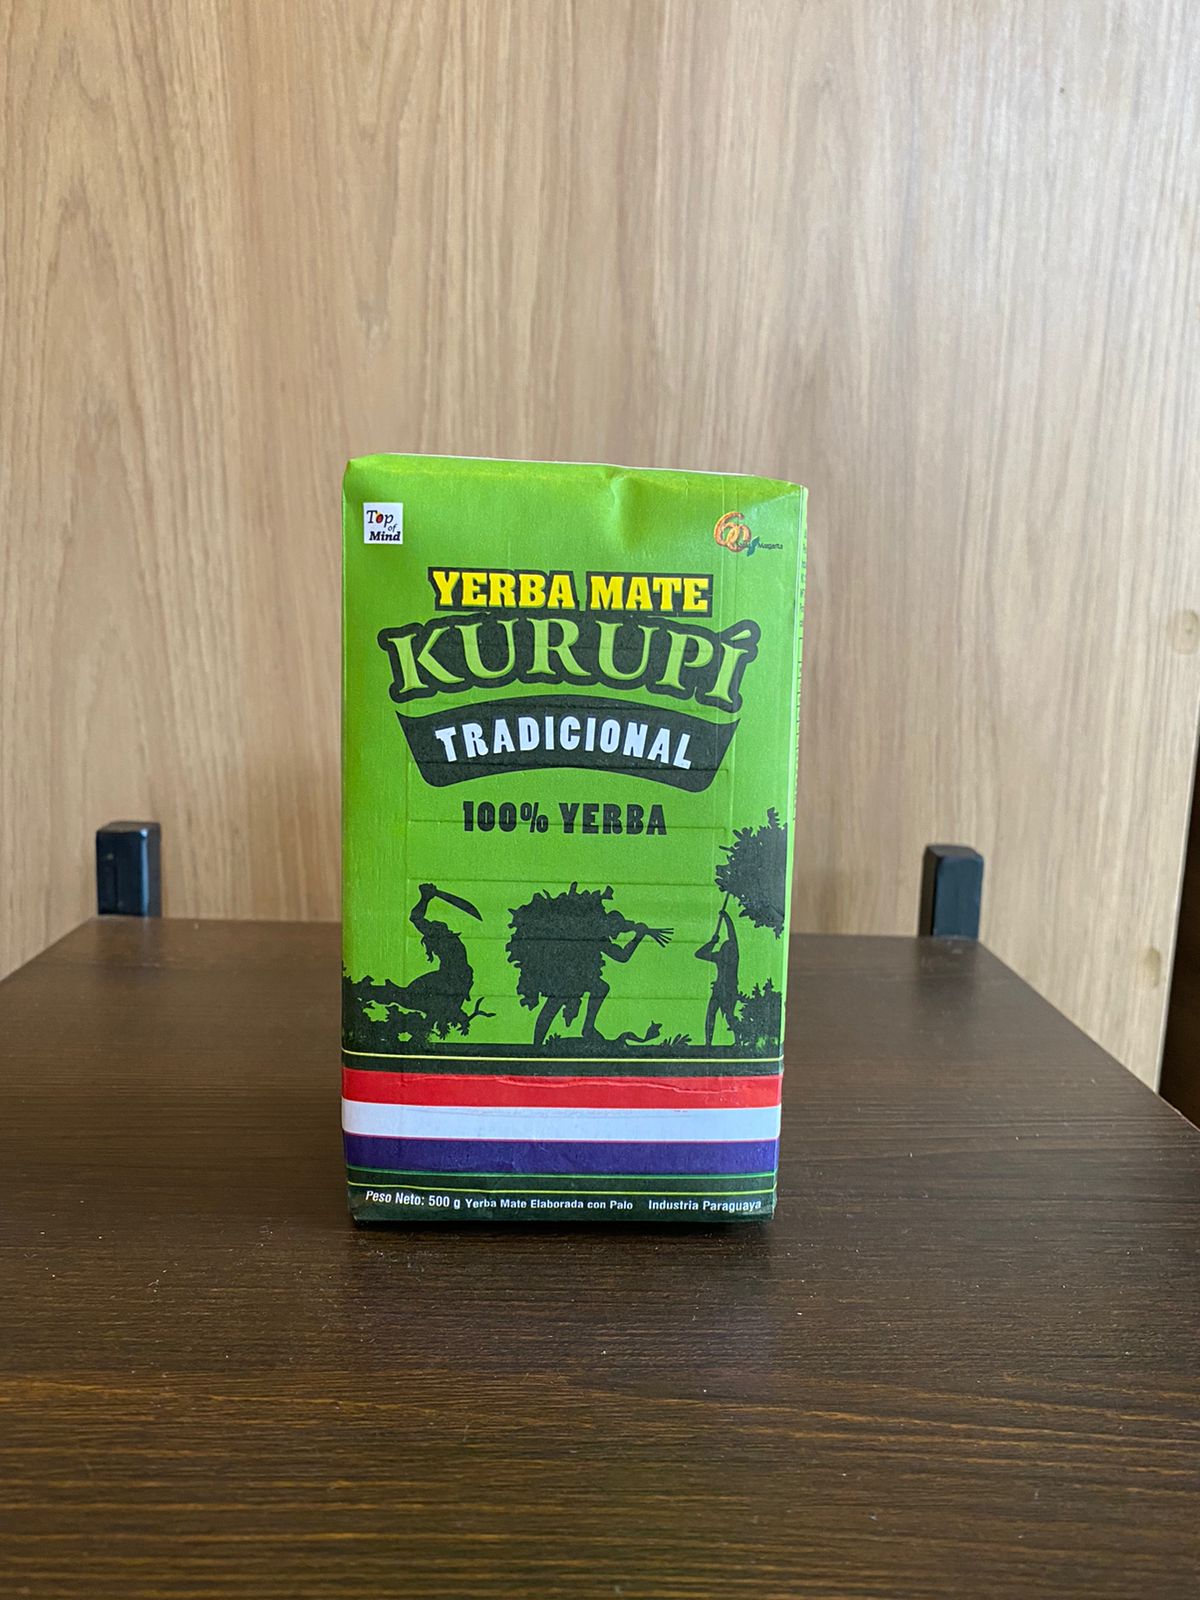 Top
of
Mind
YERBA MATE
KURUPÍ
TRADICIONAL
100% YERBA
Peso Neto: 500 g Yerba Mate Elaborada con Palo Industria Paraguaya